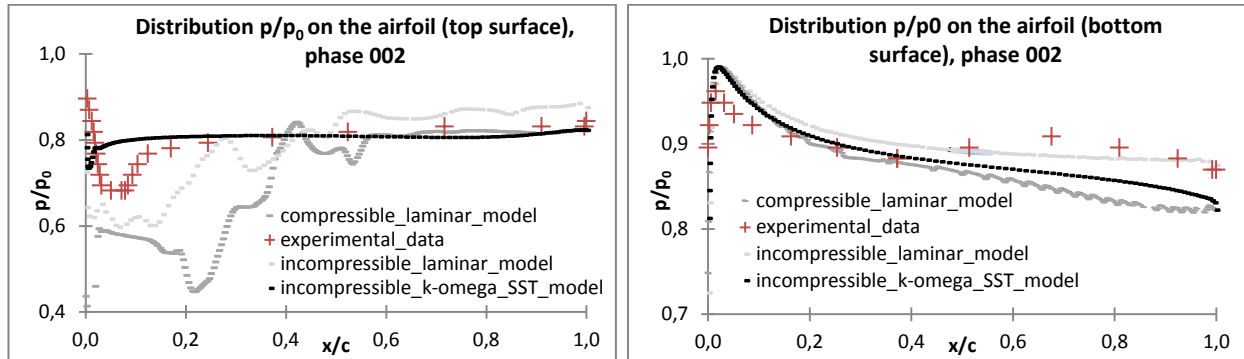 Distribution p/p₀ on the airfoil (top surface),
phase 002
1,0
0,8
0,6
0,4
p/p₀
compressible_laminar_model
experimental_data
incompressible_laminar_model
incompressible_k-omega_SST_model
0,0
0,2
0,4
0,6
0,8
1,0
x/c
Distribution p/p0 on the airfoil (bottom
surface), phase 002
1,0
0,9
0,8
0,7
p/p₀
compressible_laminar_model
experimental_data
incompressible_laminar_model
incompressible_k-omega_SST_model
0,0
0,2
0,4
0,6
0,8
1,0
x/c